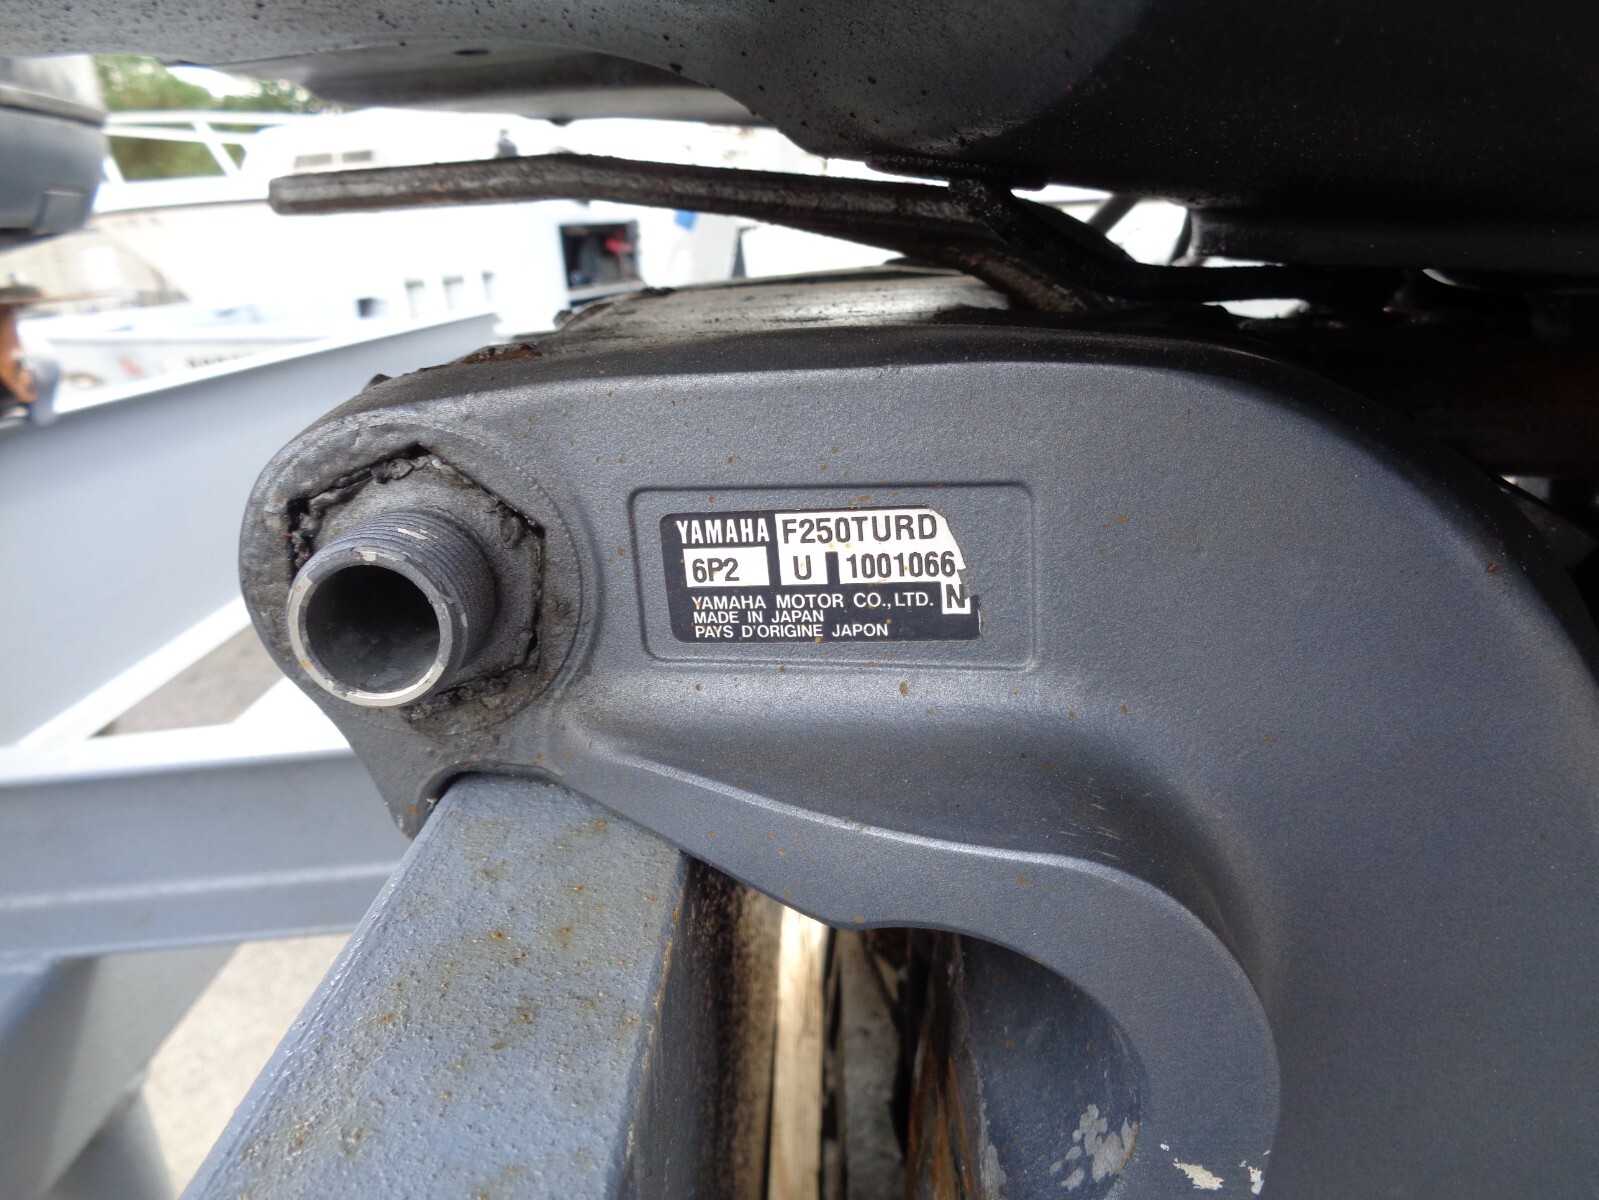 YAMAHA F250TURD
6P2 U 1001066
YAMAHA MOTOR CO.,LTD. N
MADE IN JAPAN
PAYS D'ORIGINE JAPON